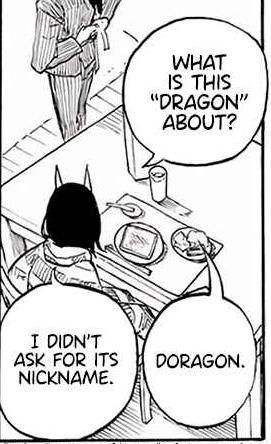 WHAT
IS THIS
"DRAGON"
ABOUT?
DORAGON.
I DIDN'T
ASK FOR ITS
NICKNAME.